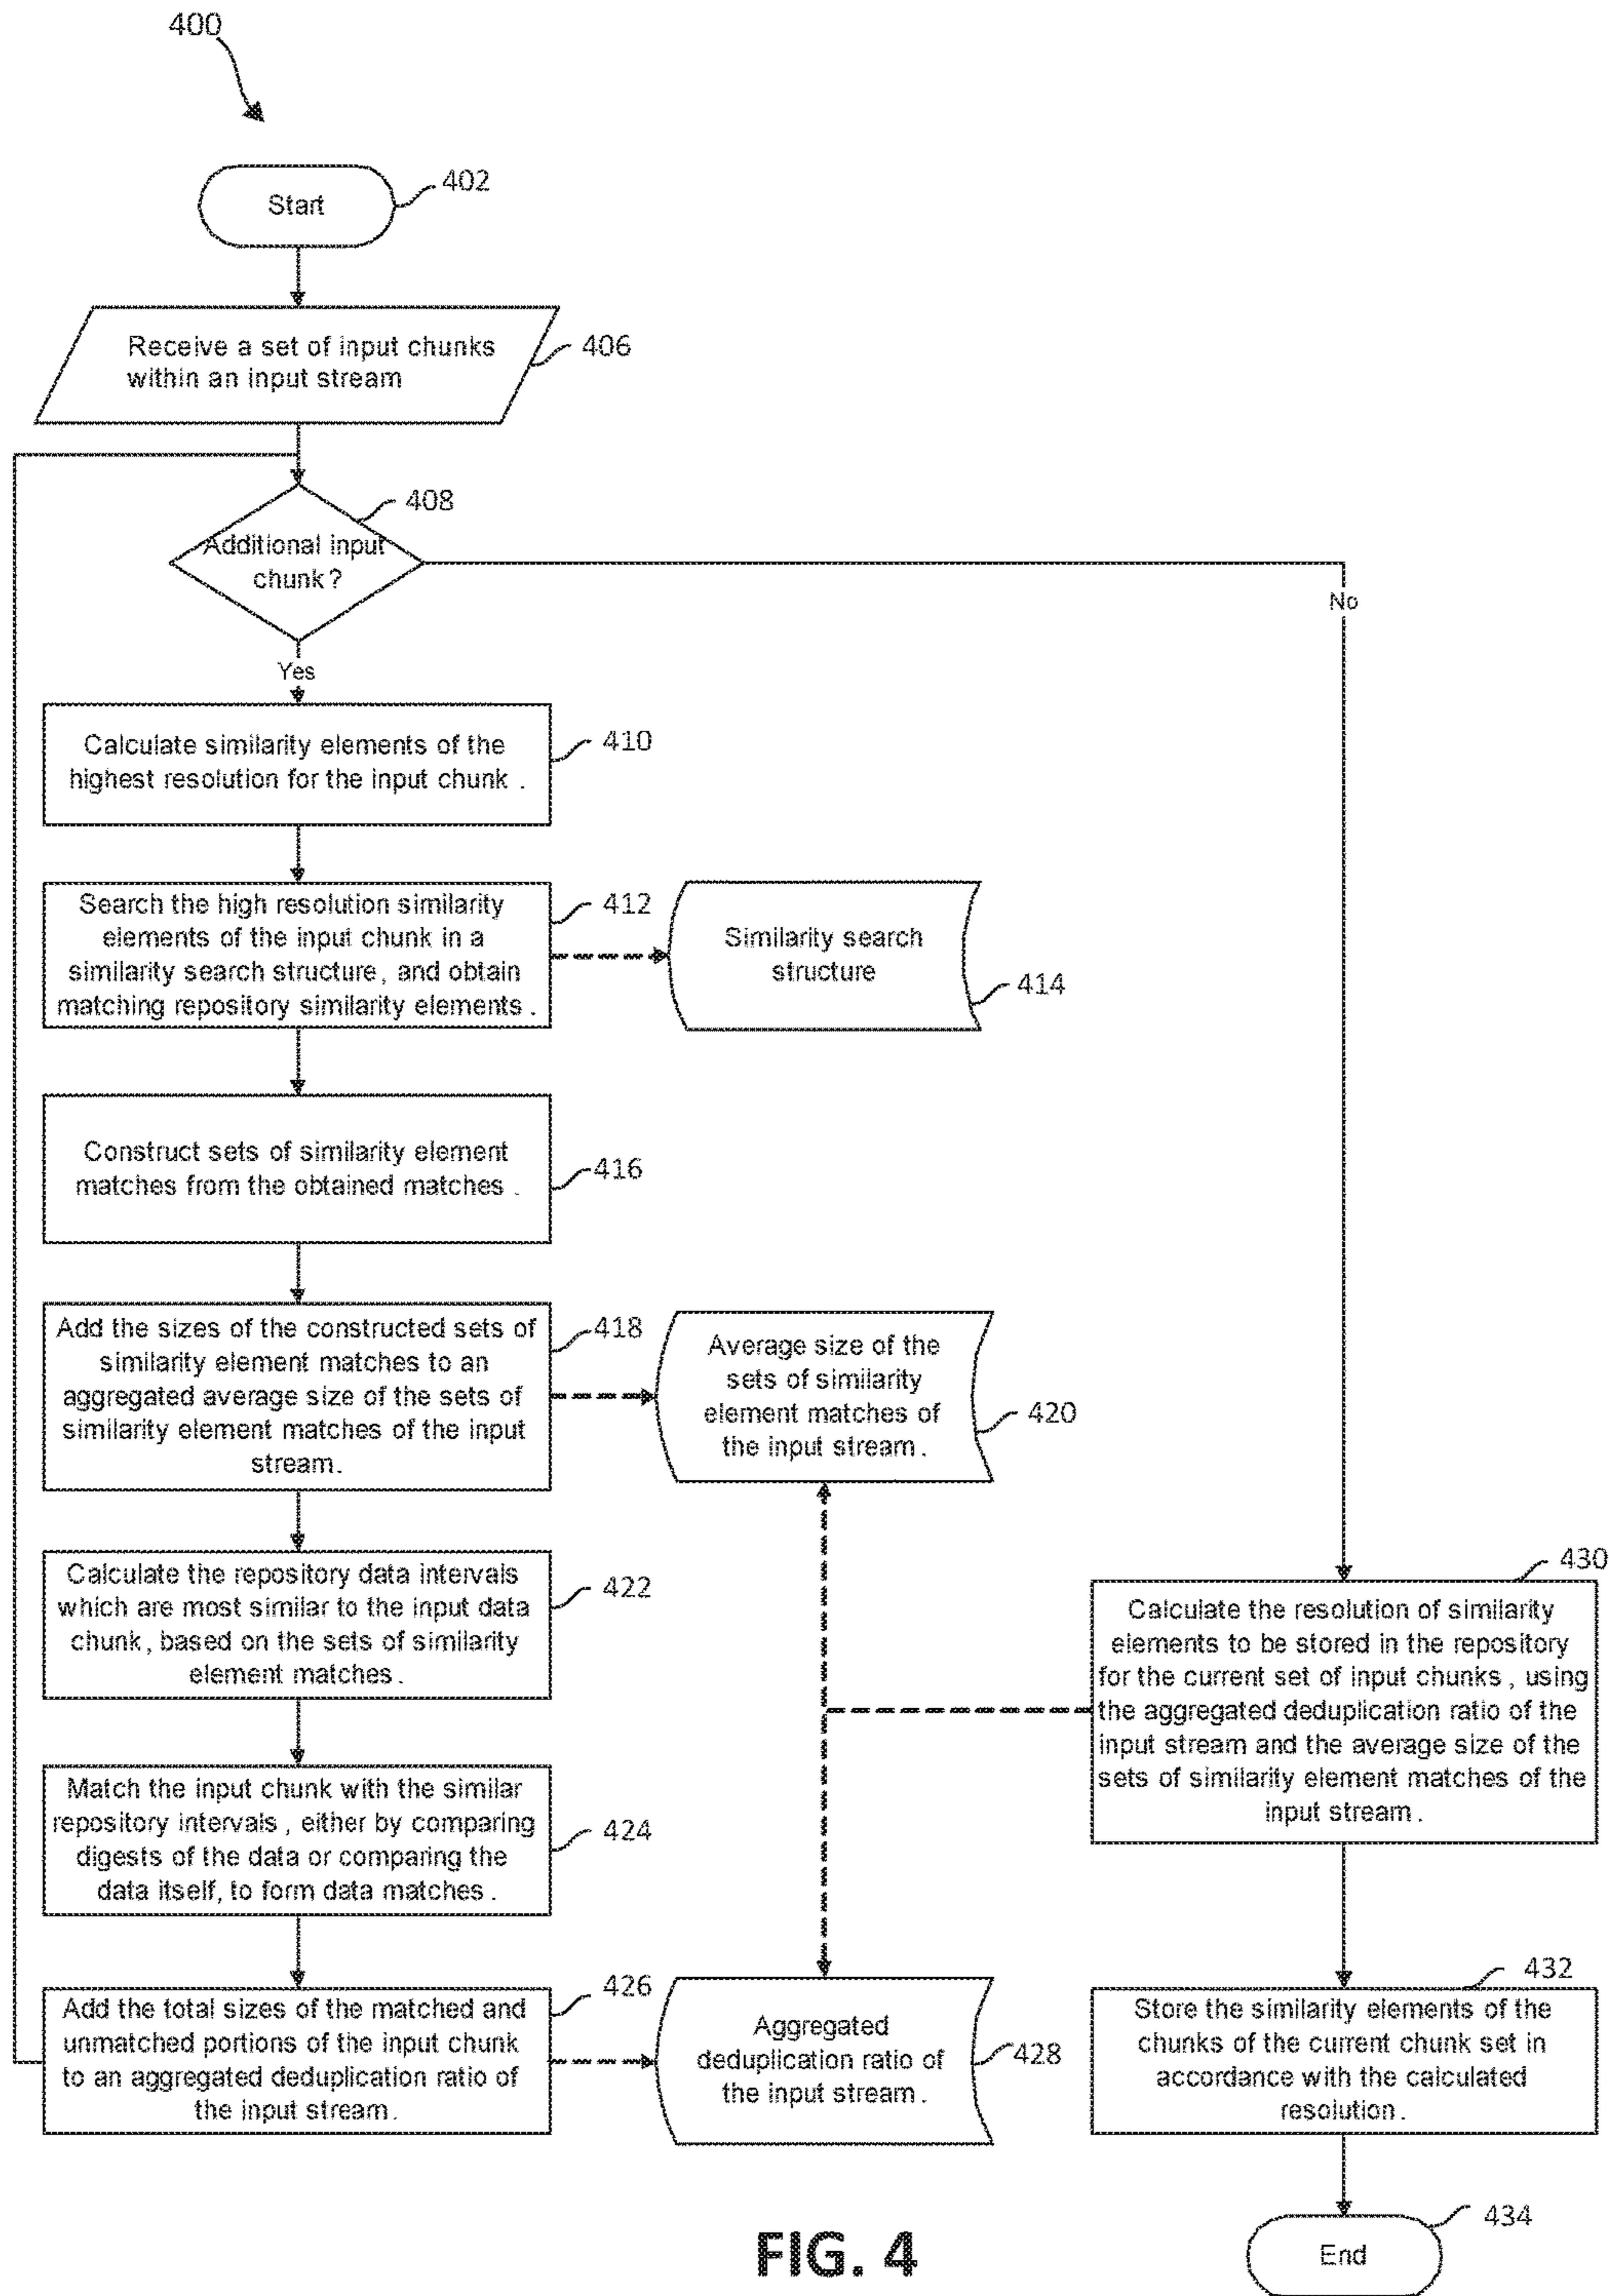 400
Start
402
Receive a set of input chunks
within an input stream
406
408
Additional input
chunk?
No
Yes
Calculate similarity elements of the
highest resolution for the input chunk .
410
Search the high resolution similarity
elements of the input chunk in a
similarity search structure, and obtain
matching repository similarity elements .
412
Similarity search
structure
414
Construct sets of similarity element
matches from the obtained matches .
416
Add the sizes of the constructed sets of
similarity element matches to an
aggregated average size of the sets of
similarity element matches of the input
stream.
418
Average size of the
sets of similarity
element matches of
the input stream .
420
Calculate the repository data intervals
which are most similar to the input data
chunk , based on the sets of similarity
element matches .
422
430
Calculate the resolution of similarity
elements to be stored in the repository
for the current set of input chunks , using
the aggregated deduplication ratio of the
input stream and the average size of the
sets of similarity element matches of the
input stream .
Match the input chunk with the similar
repository intervals , either by comparing
digests of the data or comparing the
data itself, to form data matches .
424
Add the total sizes of the matched and
unmatched portions of the input chunk
to an aggregated deduplication ratio of
the input stream .
426
Aggregated
deduplication ratio of
the input stream .
428
432
Store the similarity elements of the
chunks of the current chunk set in
accordance with the calculated
resolution .
434
End
FIG. 4